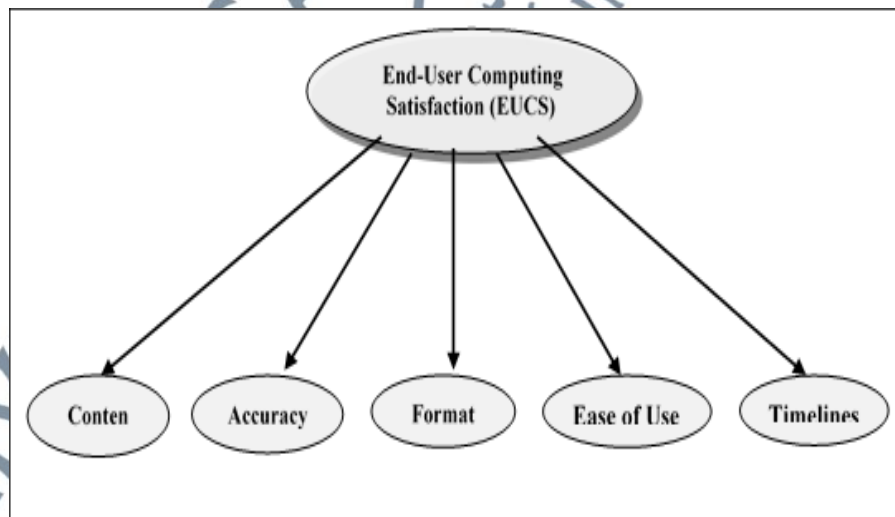 End-User Computing
Satisfaction (EUCS)
Conten
Accuracy
Format
Ease of Use
Timelines